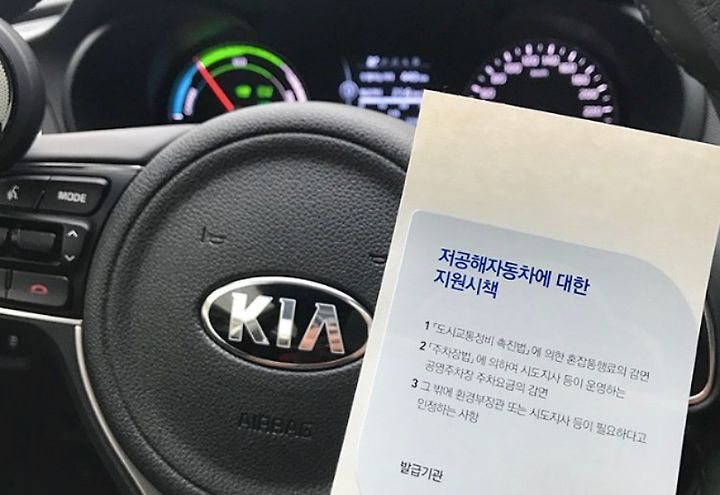 MODE
KIA
AIRBAG
저공해자동차에 대한
지원시책
1 「도시교통정비 촉진법」에 의한 혼잡통행료의 감면
2 「주차장법」에 의하여 시도지사 등이 운영하는
공영주차장 주차요금의 감면
3 그 밖에 환경부장관 또는 시도지사 등이 필요하다고
인정하는 사항
발급기관